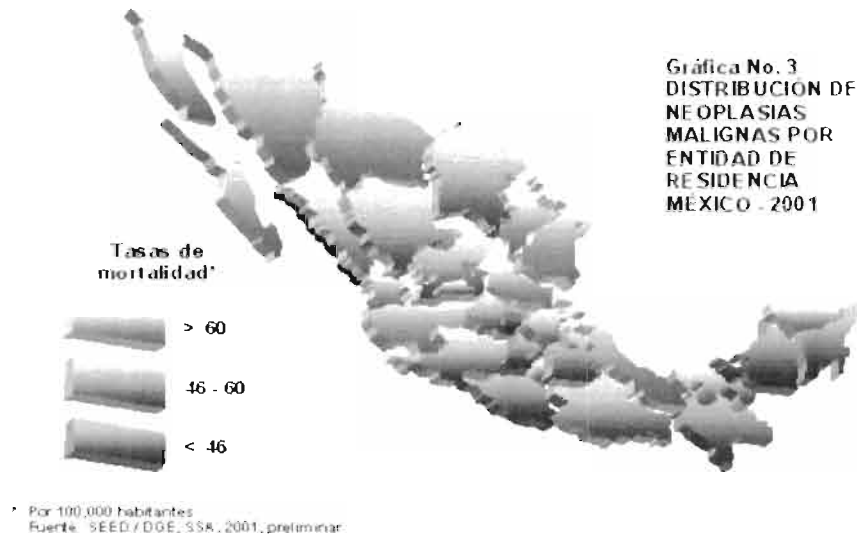 Gráfica No. 3
DISTRIBUCIÓN DE
NEOPLASIAS
MALIGNAS POR
ENTIDAD DE
RESIDENCIA
MÉXICO - 2001
Tasas de
mortalidad*
> 60
46 - 60
< 46
* Por 100,000 habitantes
Fuente: SEED / DGE, SSA, 2001, preliminar